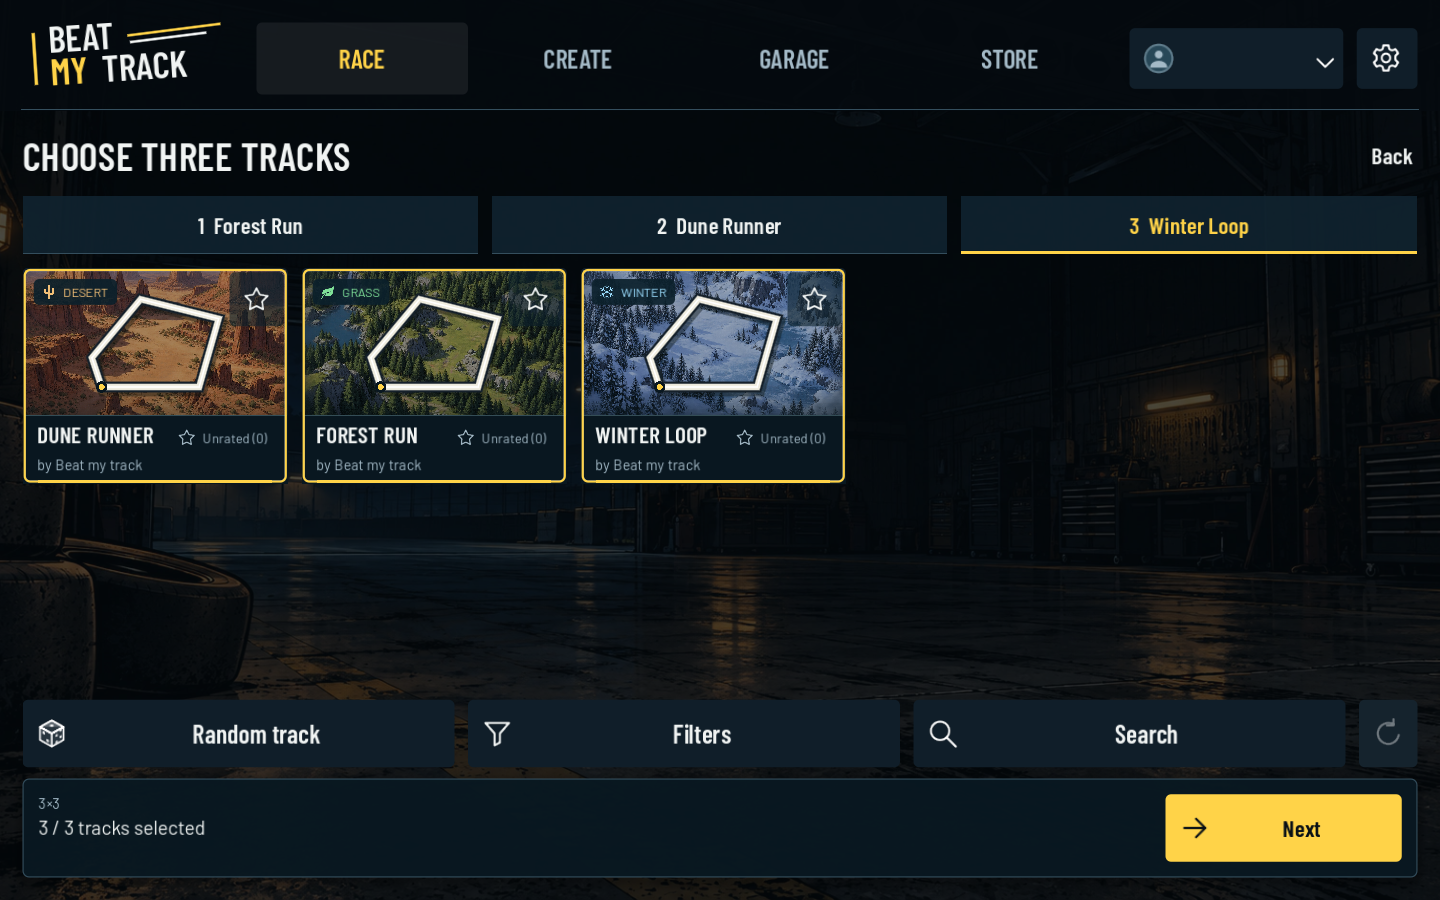 BEAT
MY TRACK
RACE
CREATE
GARAGE
STORE
CHOOSE THREE TRACKS
Back
1 Forest Run
2 Dune Runner
3 Winter Loop
DESERT
GRASS
WINTER
DUNE RUNNER
Unrated (0)
by Beat my track
FOREST RUN
Unrated (0)
by Beat my track
WINTER LOOP
Unrated (0)
by Beat my track
Random track
Filters
Search
3×3
3 / 3 tracks selected
Next